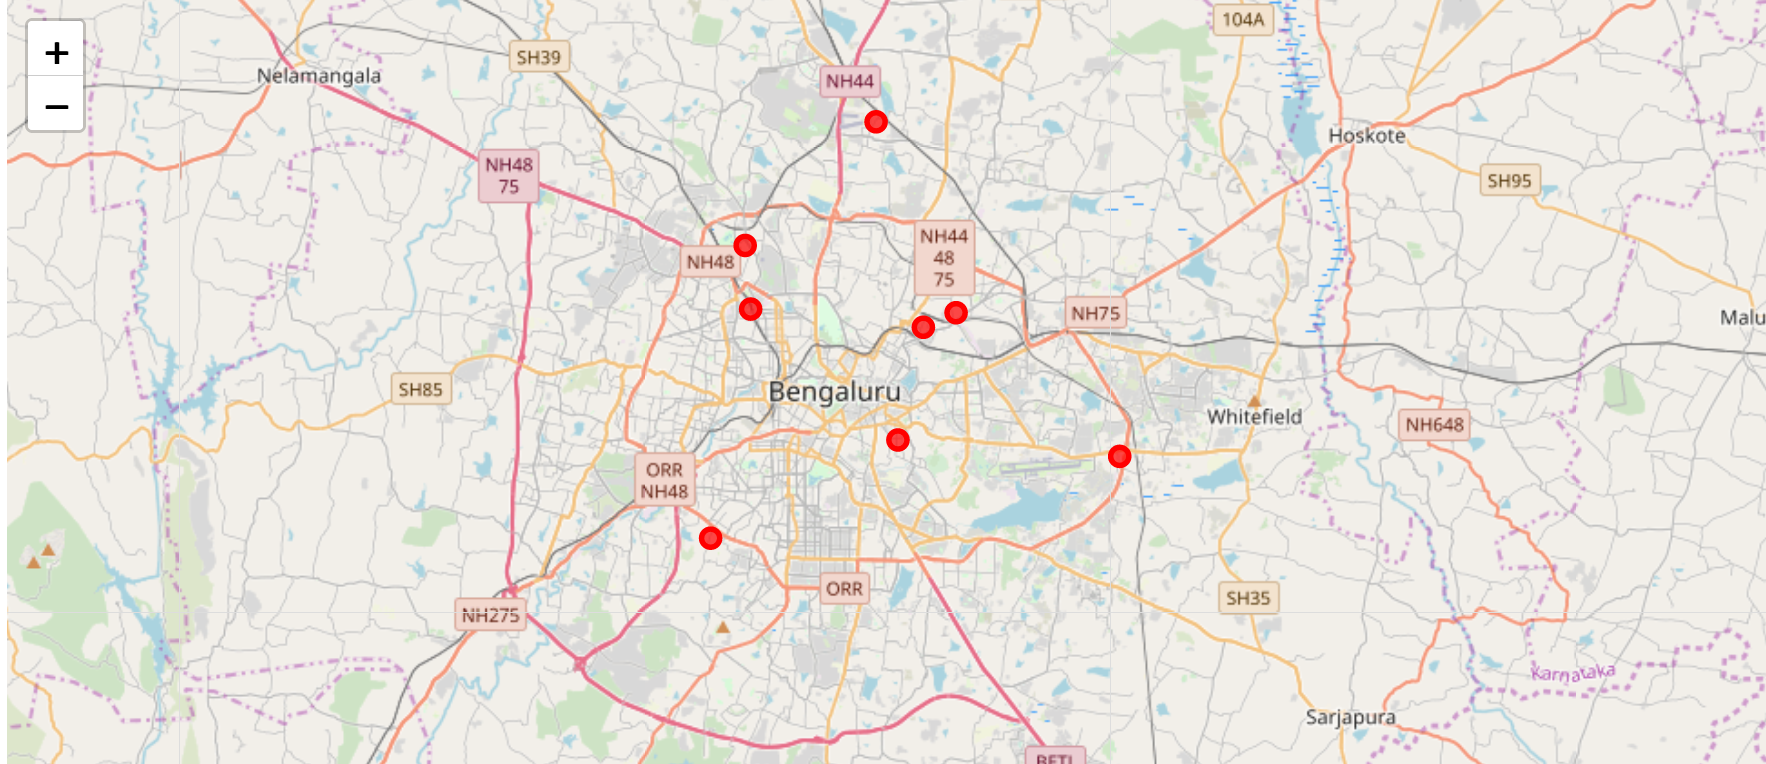 +
−
104A
SH39
Nelamangala
NH44
Hoskote
NH48
75
SH95
NH44
48
75
NH48
NH75
Malu
SH85
Bengaluru
Whitefield
NH648
ORR
NH48
ORR
SH35
NH275
Karnataka
Sarjapura